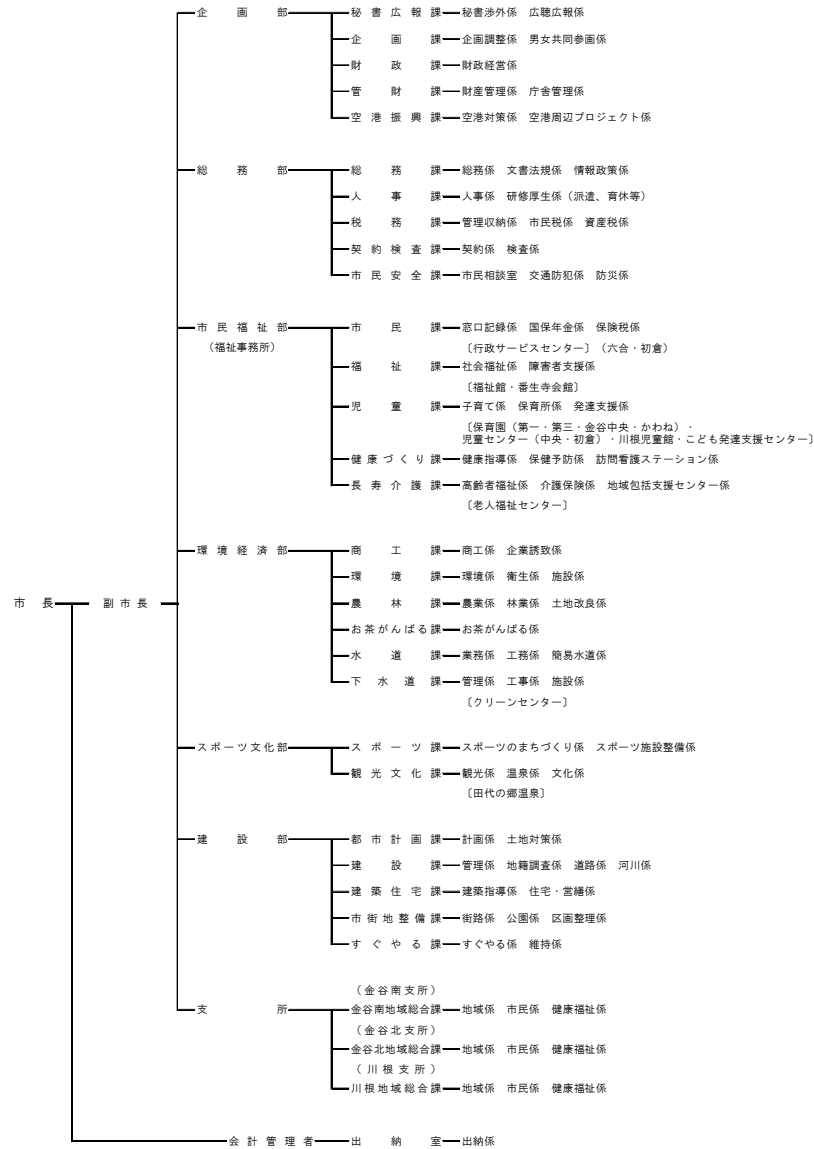 企画部 秘書広報課 秘書渉外係 広聴広報係
企画課 企画調整係 男女共同参画係
財政課 財政経営係
管財課 財産管理係 庁舎管理係
空港振興課 空港対策係 空港周辺プロジェクト係
総務部 総務課 総務係 文書法規係 情報政策係
人事課 人事係 研修厚生係（派遣、育休等）
税務課 管理収納係 市民税係 資産税係
契約検査課 契約係 検査係
市民安全課 市民相談室 交通防犯係 防災係
市民福祉部 市民課 窓口記録係 国保年金係 保険税係
（福祉事務所） 〔行政サービスセンター〕（六合・初倉）
福祉課 社会福祉係 障害者支援係
〔福祉館・番生寺会館〕
児童課 子育て係 保育所係 発達支援係
〔保育園（第一・第三・金谷中央・かわね）・
児童センター（中央・初倉）・川根児童館・こども発達支援センター〕
健康づくり課 健康指導係 保健予防係 訪問看護ステーション係
長寿介護課 高齢者福祉係 介護保険係 地域包括支援センター係
〔老人福祉センター〕
環境経済部 商工課 商工係 企業誘致係
環境課 環境係 衛生係 施設係
市長 副市長 農林課 農業係 林業係 土地改良係
お茶がんばる課 お茶がんばる係
水道課 業務係 工務係 簡易水道係
下水道課 管理係 工事係 施設係
〔クリーンセンター〕
スポーツ文化部 スポーツ課 スポーツのまちづくり係 スポーツ施設整備係
観光文化課 観光係 温泉係 文化係
〔田代の郷温泉〕
建設部 都市計画課 計画係 土地対策係
建設課 管理係 地籍調査係 道路係 河川係
建築住宅課 建築指導係 住宅・営繕係
市街地整備課 街路係 公園係 区画整理係
すぐやる課 すぐやる係 維持係
（金谷南支所）
支所 金谷南地域総合課 地域係 市民係 健康福祉係
（金谷北支所）
金谷北地域総合課 地域係 市民係 健康福祉係
（川根支所）
川根地域総合課 地域係 市民係 健康福祉係
会計管理者 出納室 出納係